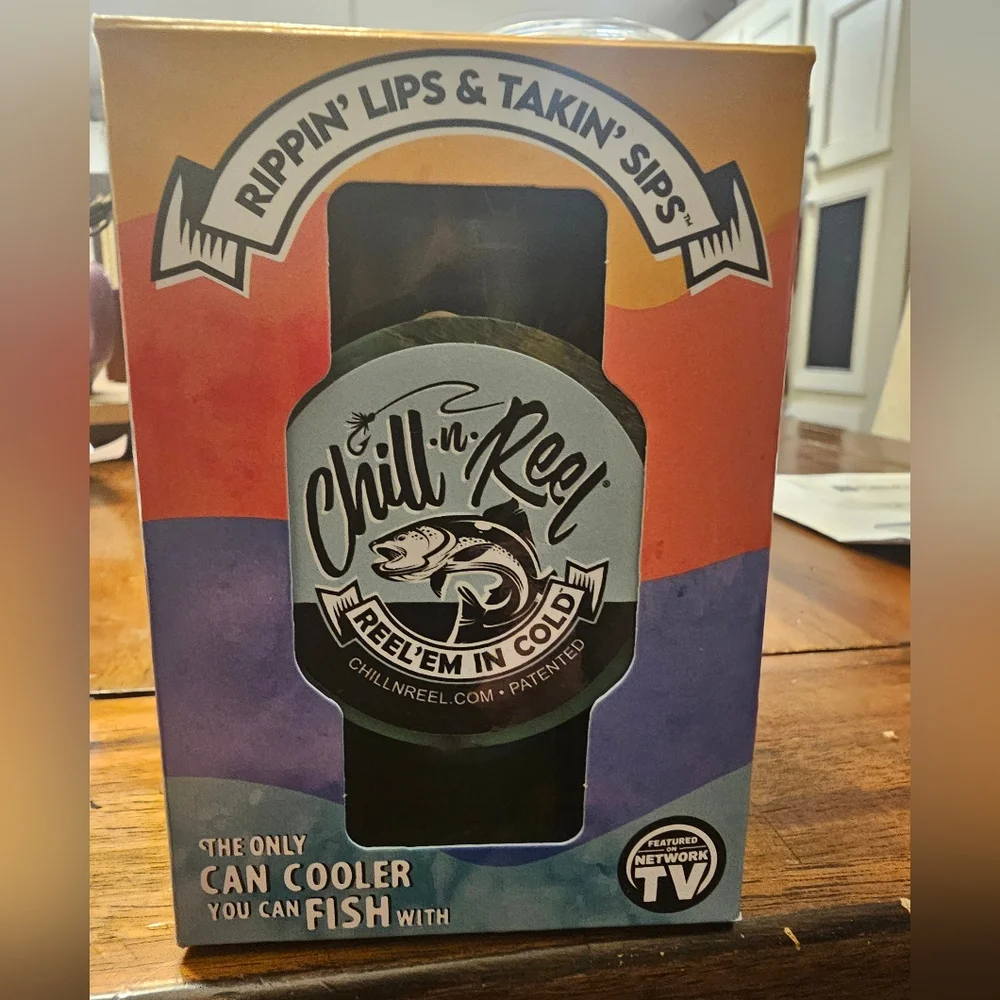 RIPPIN' LIPS & TAKIN' SIPS™
Chill·n·Reel®
REEL'EM IN COLD
CHILLNREEL.COM • PATENTED
THE ONLY
CAN COOLER
YOU CAN FISH WITH
FEATURED
ON
NETWORK
TV